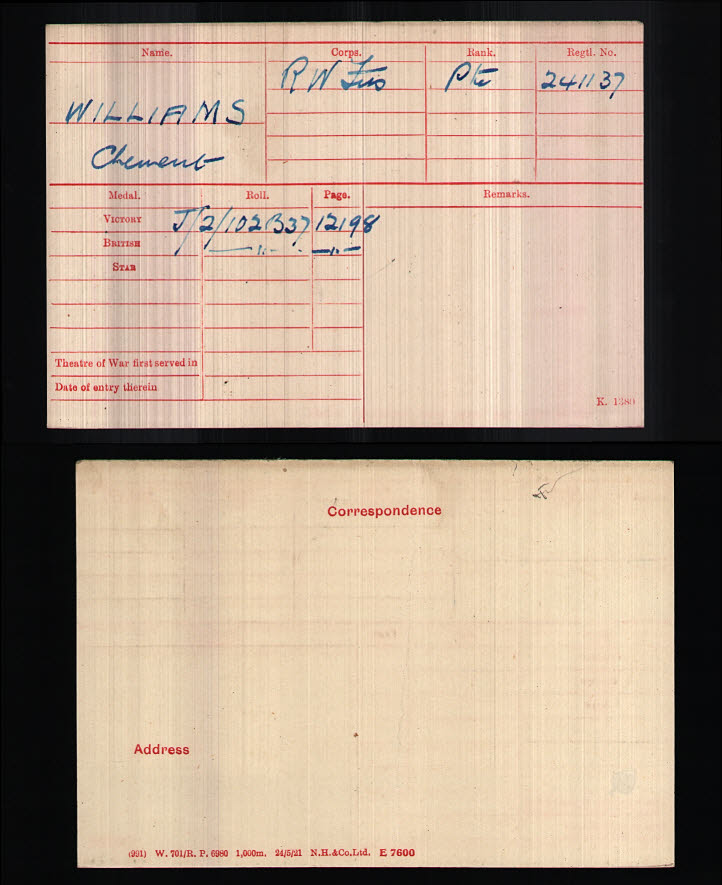 Name. Corps. Rank. Regtl. No.
R W Fus Pte 241137
WILLIAMS
Clement
Medal. Roll. Page. Remarks.
VICTORY J/2/102B37 12198
BRITISH —"— —"—
STAR
Theatre of War first served in
Date of entry therein
K. 1380
Correspondence
Address
(961) W. 701/R. P. 6980 1,000m. 24/5/21 N.H.&Co.Ltd. E 7600